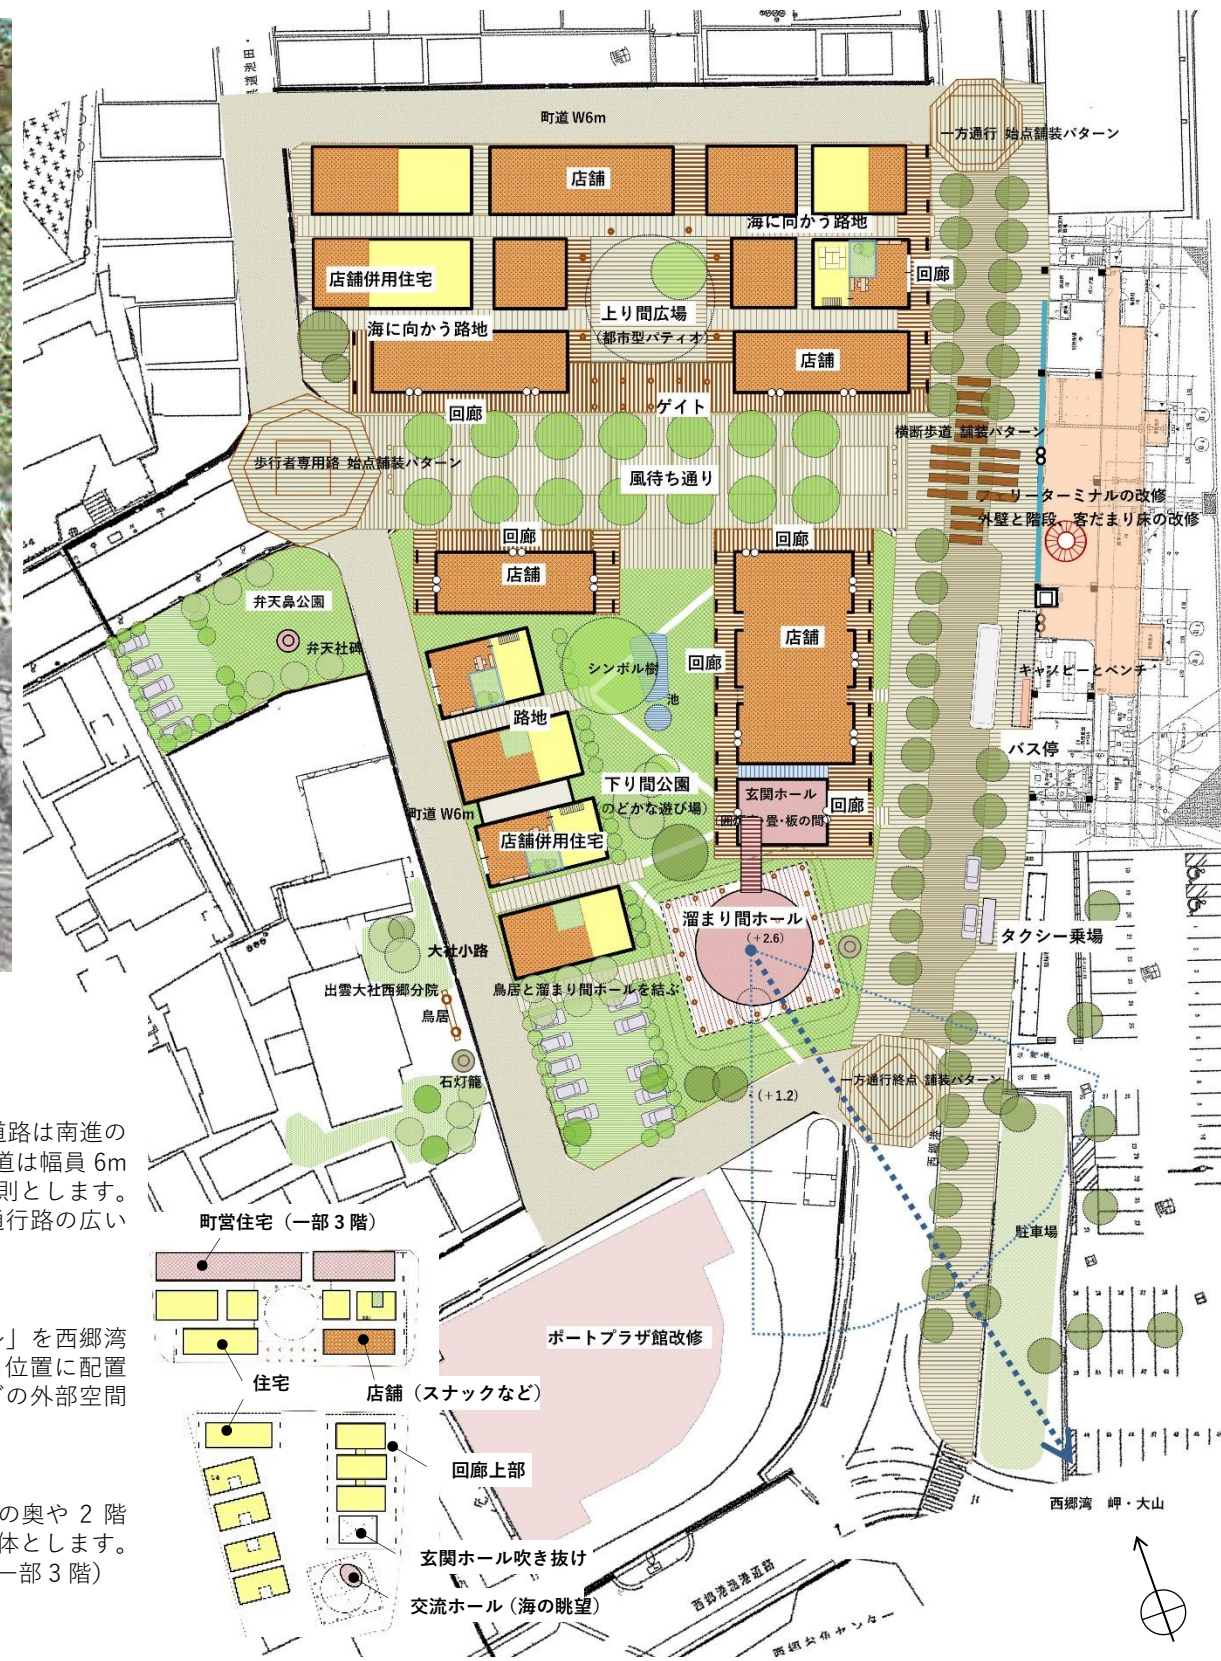 町道 W6m
一方通行 始点舗装パターン
店舗
海に向かう路地
店舗併用住宅
回廊
上り間広場
(都市型パティオ)
海に向かう路地
店舗
回廊
ゲイト
横断歩道 舗装パターン
歩行者専用路 始点舗装パターン
風待ち通り
フェリーターミナルの改修
外壁と階段、客だまり床の改修
回廊
回廊
店舗
弁天鼻公園
弁天社碑
シンボル樹
店舗
回廊
キャノピーとベンチ
池
路地
バス停
下り間公園
(のどかな遊び場)
玄関ホール
回廊
町道 W6m
店舗併用住宅
溜まり間ホール
(+2.6)
タクシー乗場
大社小路
出雲大社西郷分院
鳥居と溜まり間ホールを結ぶ
鳥居
石灯籠
一方通行終点 舗装パターン
(+1.2)
道路は南進の
道は幅員 6m
則とします。
通行路の広い
町営住宅（一部 3 階）
駐車場
」を西郷湾
位置に配置
の外部空間
ポートプラザ館改修
住宅
店舗（スナックなど）
回廊上部
の奥や 2 階
体とします。
一部 3 階）
西郷湾 岬・大山
玄関ホール吹き抜け
交流ホール（海の眺望）
西郷港漁港道路
西郷お魚センター